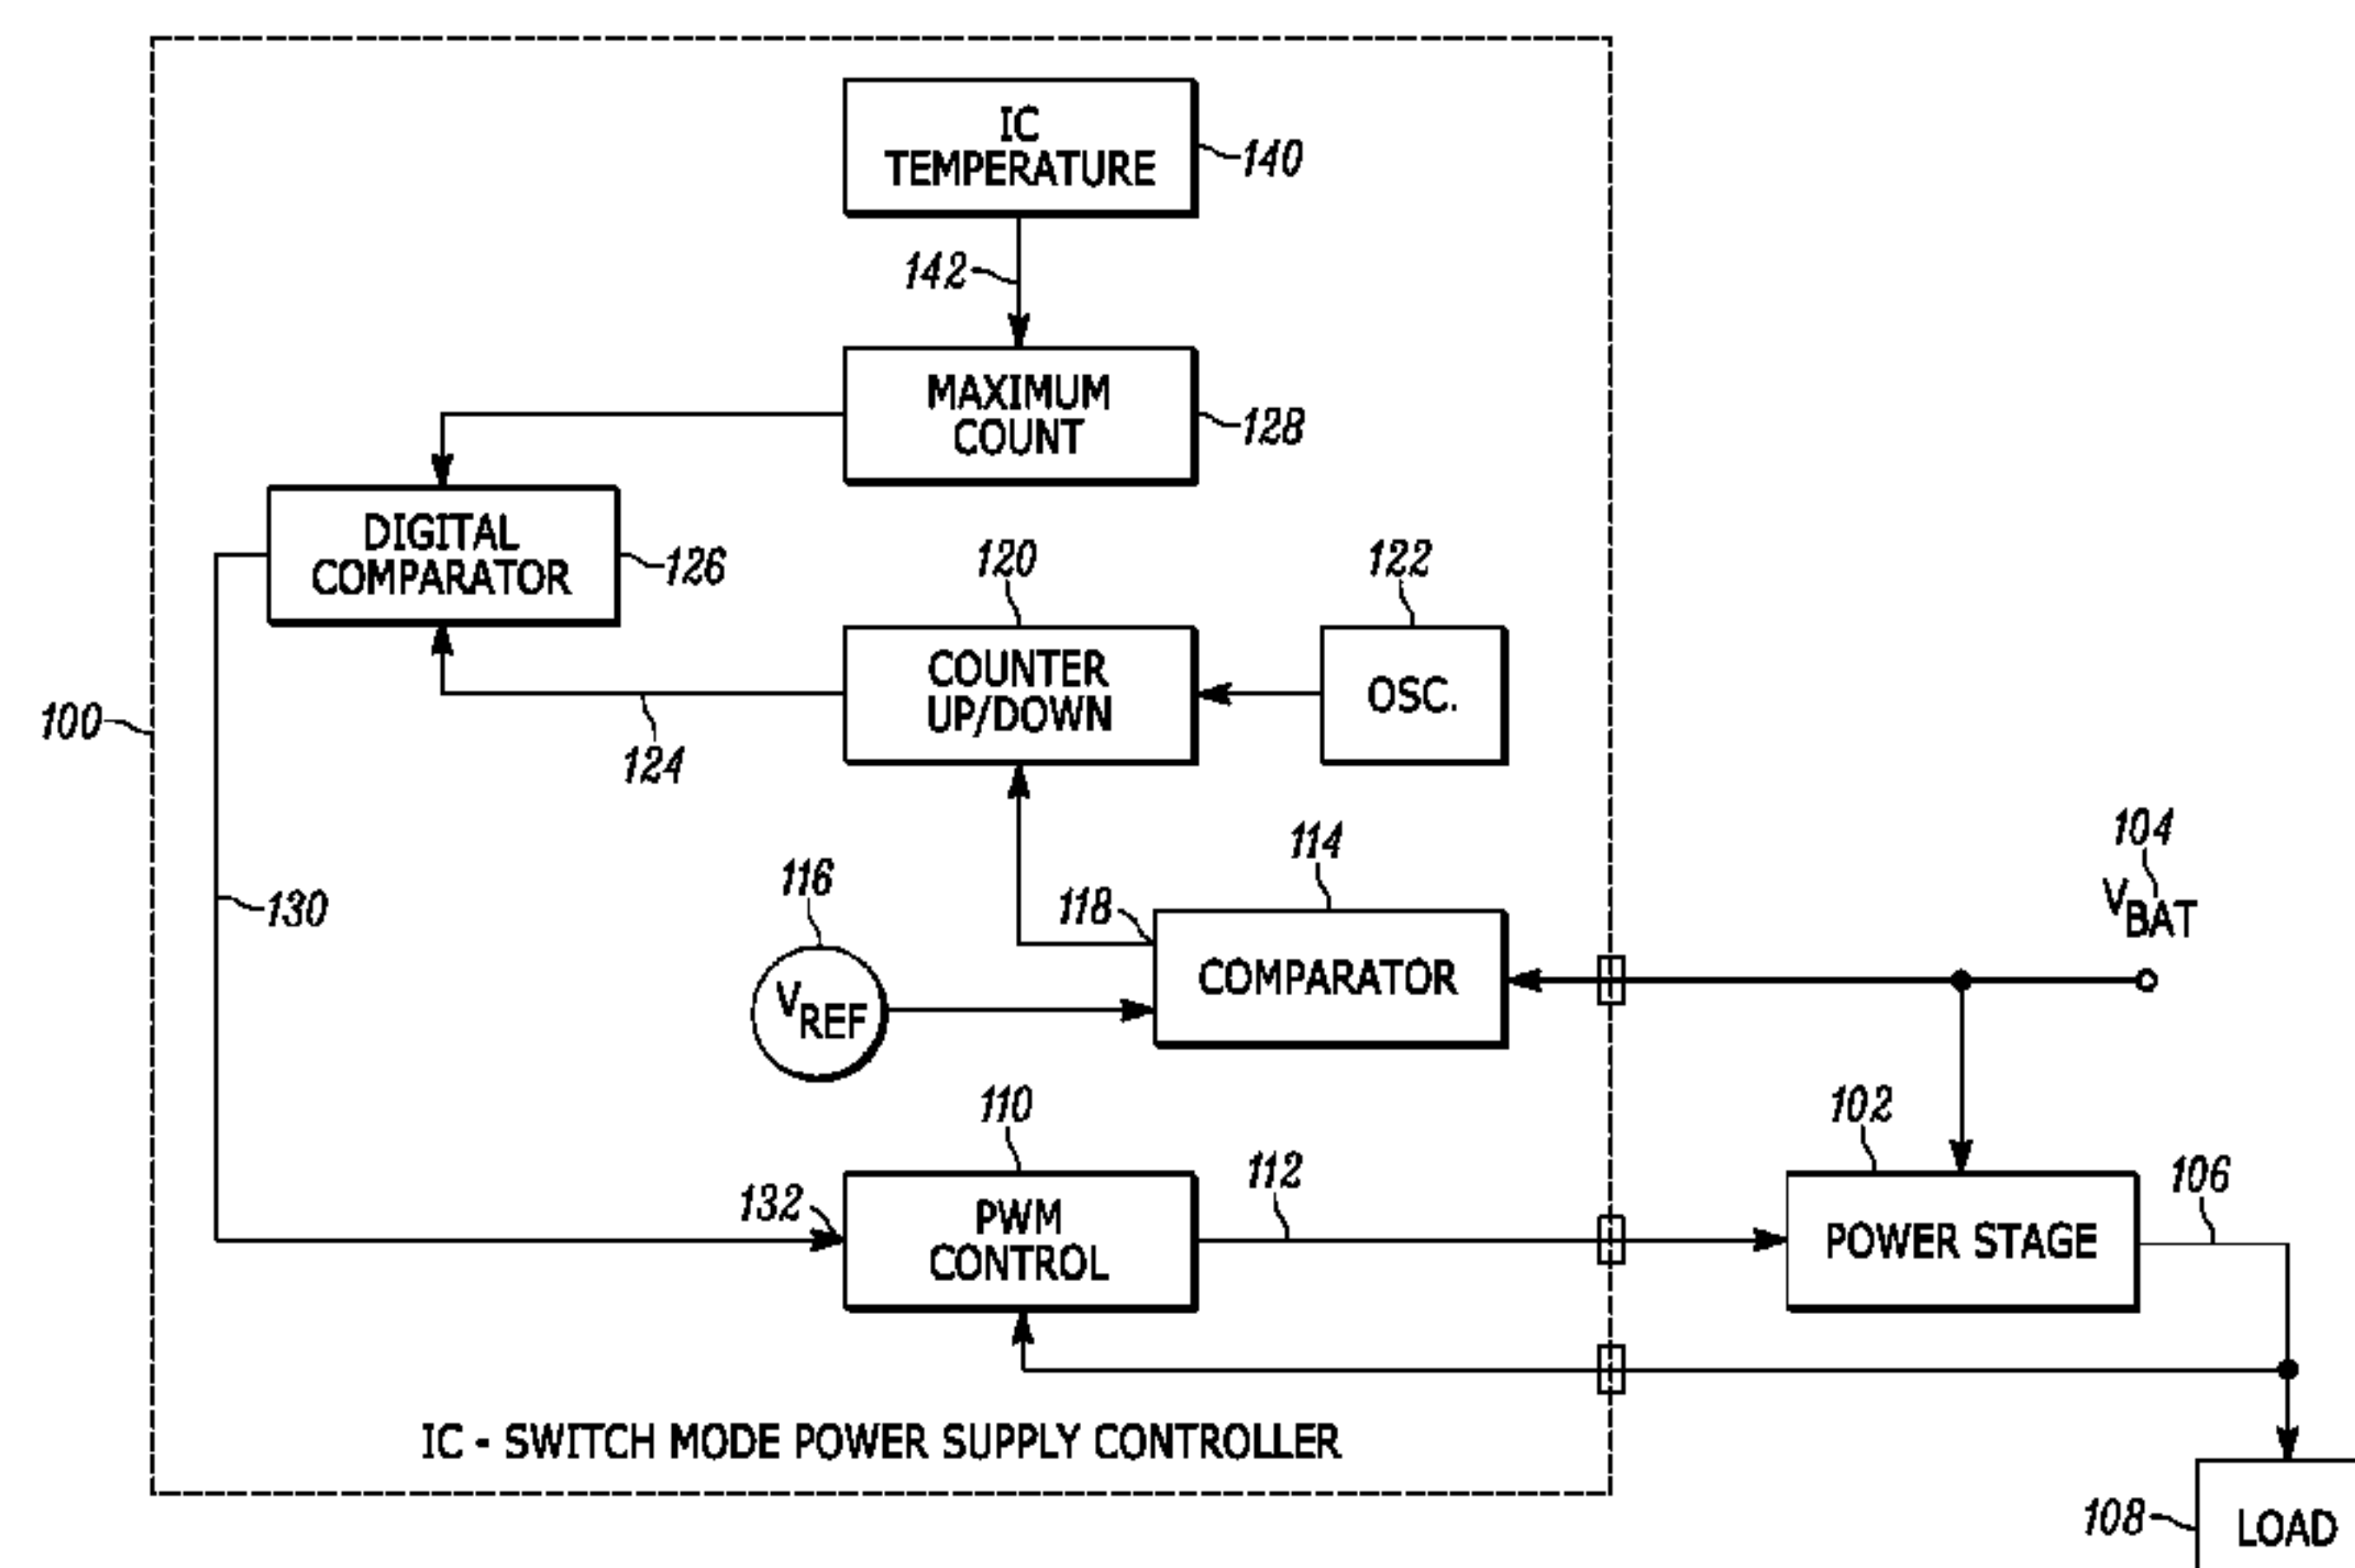 IC
TEMPERATURE
140
142
MAXIMUM
COUNT
128
DIGITAL
COMPARATOR
126
120
122
COUNTER
UP/DOWN
OSC.
100
124
104
VBAT
114
116
118
130
COMPARATOR
VREF
110
102
112
106
132
PWM
CONTROL
POWER STAGE
IC - SWITCH MODE POWER SUPPLY CONTROLLER
108
LOAD